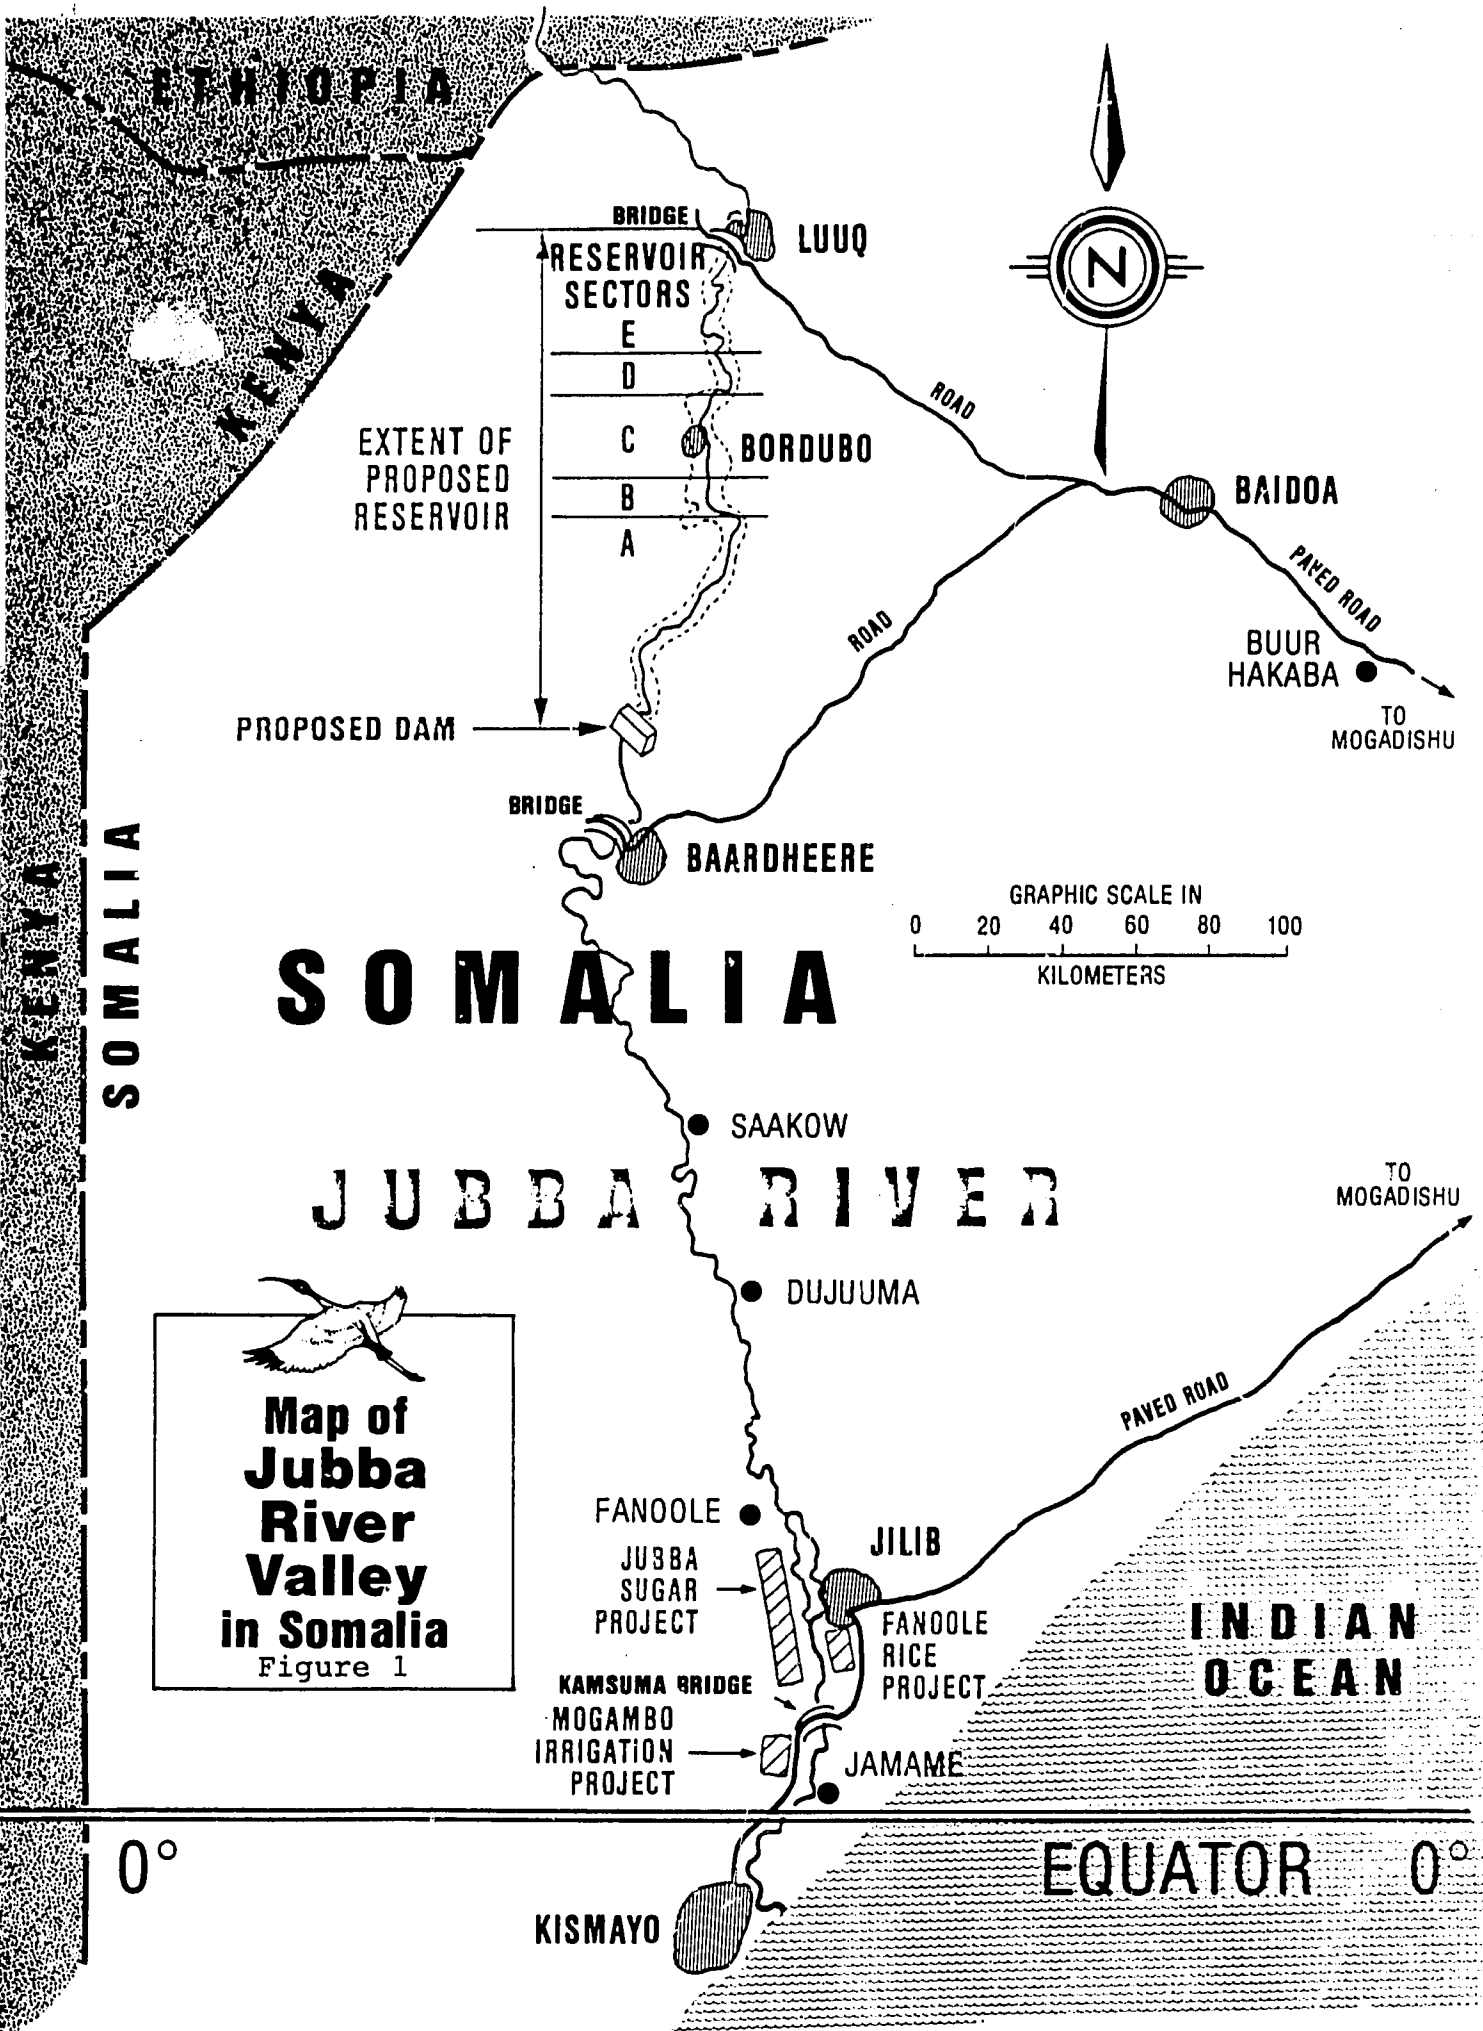 ETHIOPIA
BRIDGE
LUUQ
RESERVOIR
SECTORS
E
D
C
B
A
N
KENYA
ROAD
EXTENT OF
PROPOSED
RESERVOIR
BORDUBO
BAIDOA
PAVED ROAD
ROAD
BUUR
HAKABA
TO
MOGADISHU
PROPOSED DAM
BRIDGE
BAARDHEERE
GRAPHIC SCALE IN
0 20 40 60 80 100
KILOMETERS
KENYA
SOMALIA
SOMALIA
SAAKOW
JUBBA RIVER
TO
MOGADISHU
DUJUUMA
PAVED ROAD
Map of
Jubba
River
Valley
in Somalia
Figure 1
FANOOLE
JILIB
JUBBA
SUGAR
PROJECT
FANOOLE
RICE
PROJECT
INDIAN
OCEAN
KAMSUMA BRIDGE
MOGAMBO
IRRIGATION
PROJECT
JAMAME
0°
EQUATOR 0°
KISMAYO